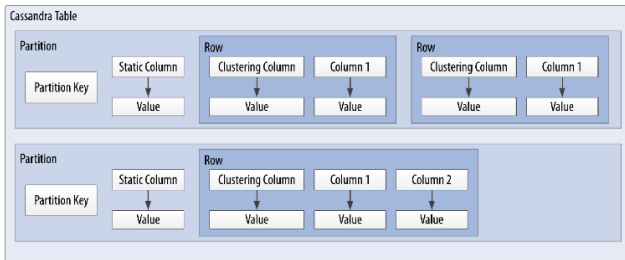 Cassandra Table
Partition
Partition Key
Static Column
Value
Row
Clustering Column Column 1
Value Value
Row
Clustering Column Column 1
Value Value
Partition
Partition Key
Static Column
Value
Row
Clustering Column Column 1 Column 2
Value Value Value